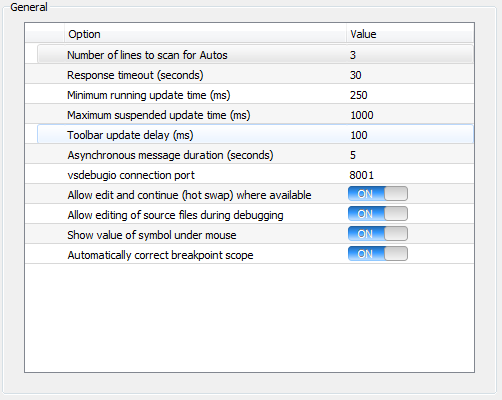 General
Option Value
Number of lines to scan for Autos 3
Response timeout (seconds) 30
Minimum running update time (ms) 250
Maximum suspended update time (ms) 1000
Toolbar update delay (ms) 100
Asynchronous message duration (seconds) 5
vsdebugio connection port 8001
Allow edit and continue (hot swap) where available ON
Allow editing of source files during debugging ON
Show value of symbol under mouse ON
Automatically correct breakpoint scope ON